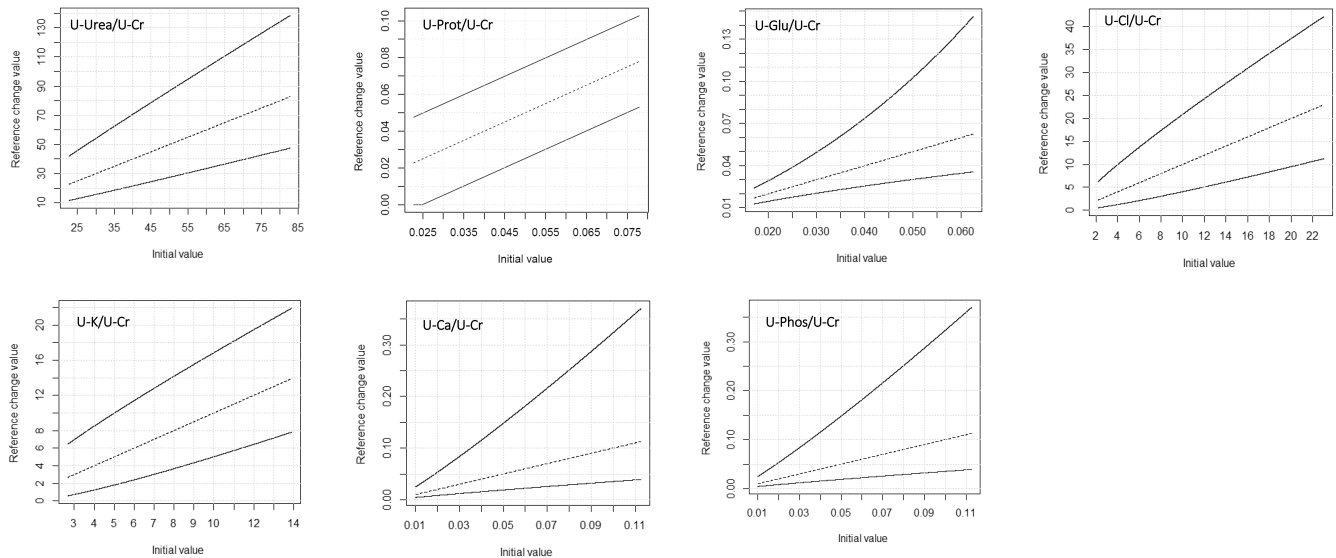 U-Urea/U-Cr
Reference change value
10 30 50 70 90 110 130
25 35 45 55 65 75 85
Initial value
U-Prot/U-Cr
Reference change value
0.00 0.02 0.04 0.06 0.08 0.10
0.025 0.035 0.045 0.055 0.065 0.075
Initial value
U-Glu/U-Cr
Reference change value
0.01 0.04 0.07 0.10 0.13
0.020 0.030 0.040 0.050 0.060
Initial value
U-Cl/U-Cr
Reference change value
0 5 10 15 20 25 30 35 40
2 4 6 8 10 12 14 16 18 20 22
Initial value
U-K/U-Cr
Reference change value
0 2 4 6 8 12 16 20
3 4 5 6 7 8 9 10 12 14
Initial value
U-Ca/U-Cr
Reference change value
0.00 0.10 0.20 0.30
0.01 0.03 0.05 0.07 0.09 0.11
Initial value
U-Phos/U-Cr
Reference change value
0.00 0.10 0.20 0.30
0.01 0.03 0.05 0.07 0.09 0.11
Initial value